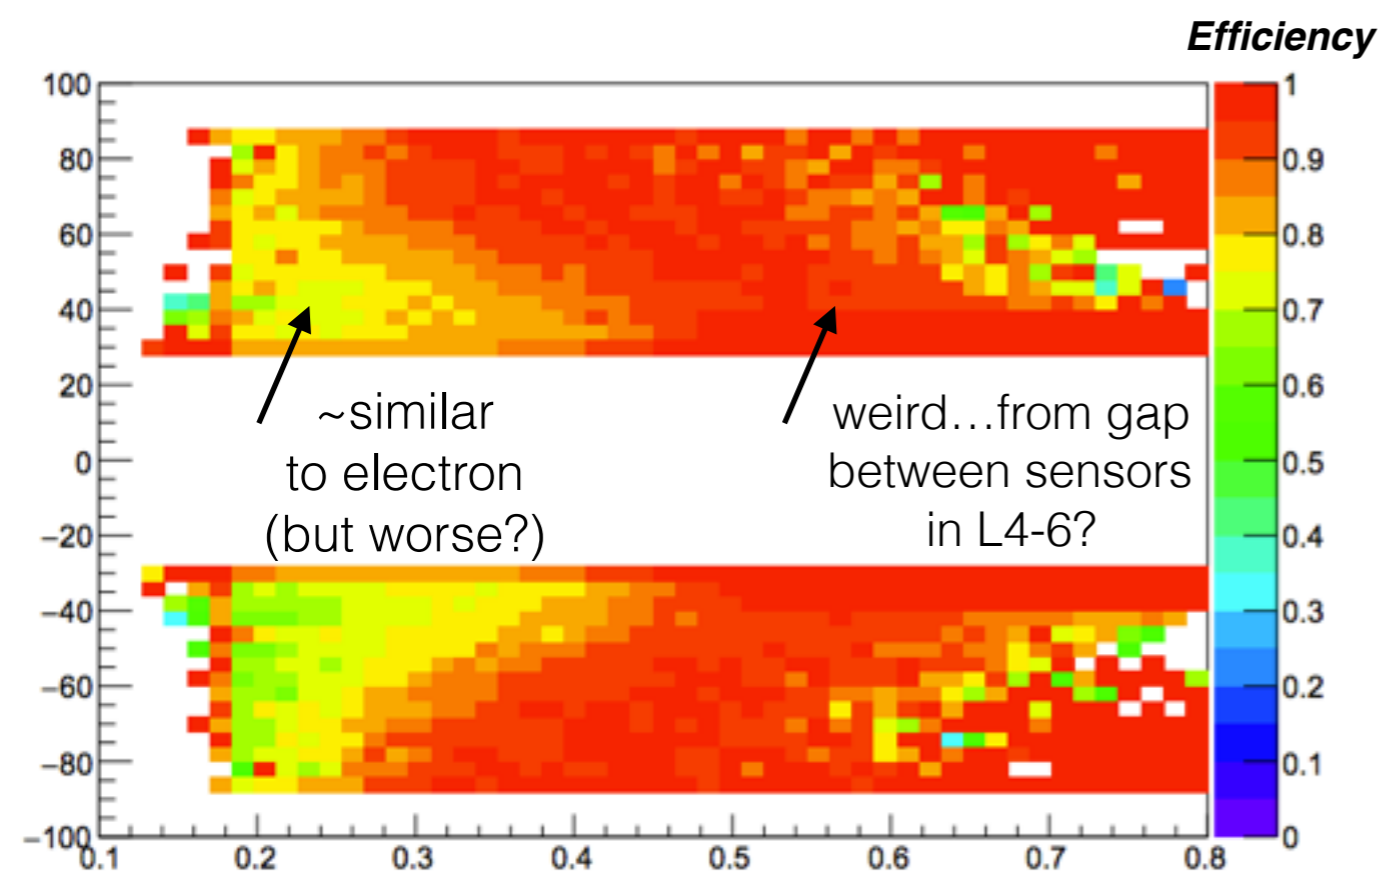 Efficiency
100
80
60
40
20
0
−20
−40
−60
−80
−100
0.1 0.2 0.3 0.4 0.5 0.6 0.7 0.8
1
0.9
0.8
0.7
0.6
0.5
0.4
0.3
0.2
0.1
0
~similar
to electron
(but worse?)
weird...from gap
between sensors
in L4-6?